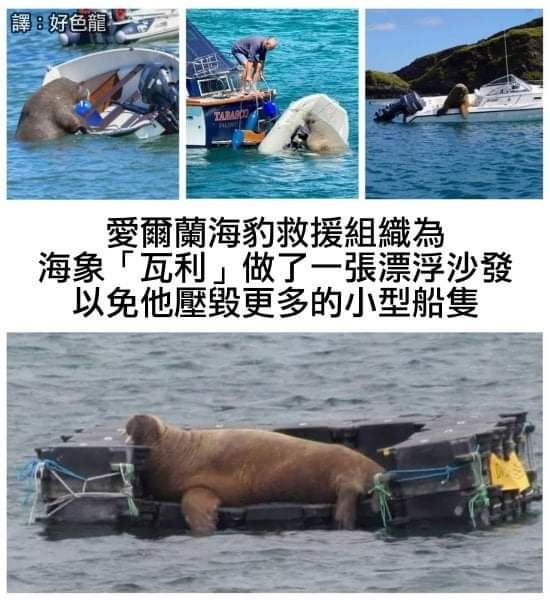 譯：好色龍
TABASCO
愛爾蘭海豹救援組織為
海象「瓦利」做了一張漂浮沙發
以免他壓毀更多的小型船隻